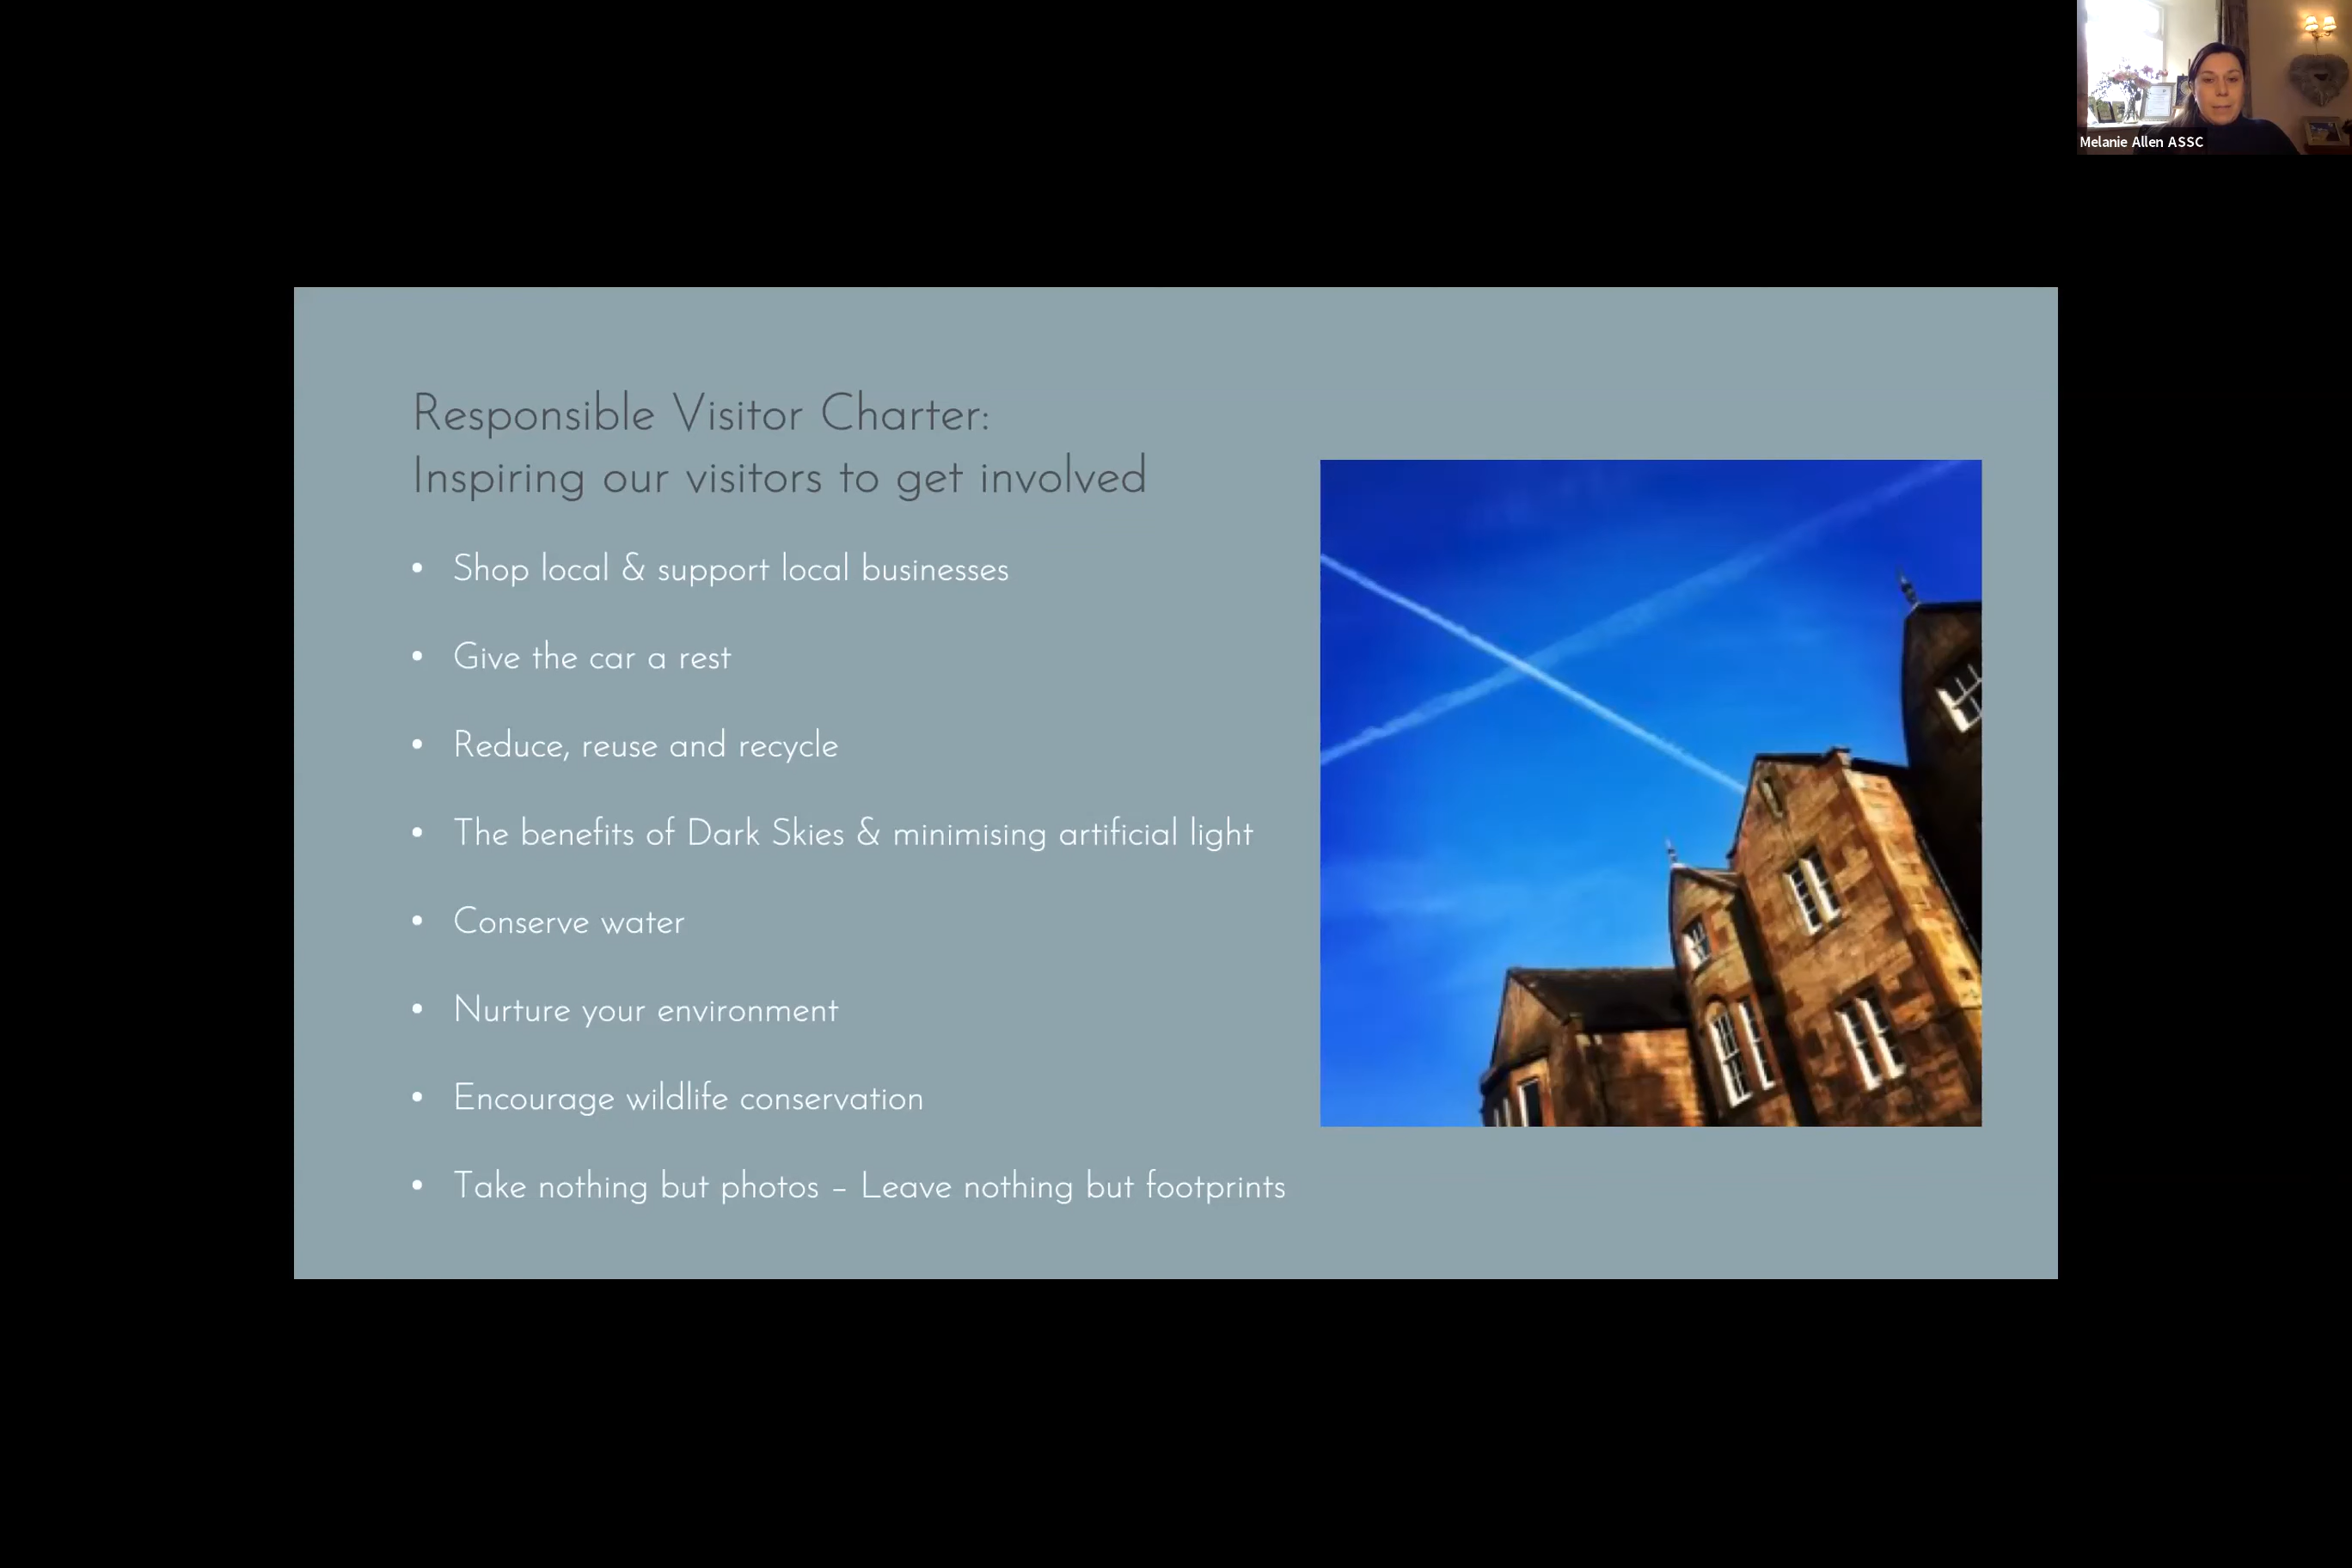 Melanie Allen ASSC
Responsible Visitor Charter:
Inspiring our visitors to get involved
• Shop local & support local businesses
• Give the car a rest
• Reduce, reuse and recycle
• The benefits of Dark Skies & minimising artificial light
• Conserve water
• Nurture your environment
• Encourage wildlife conservation
• Take nothing but photos – Leave nothing but footprints